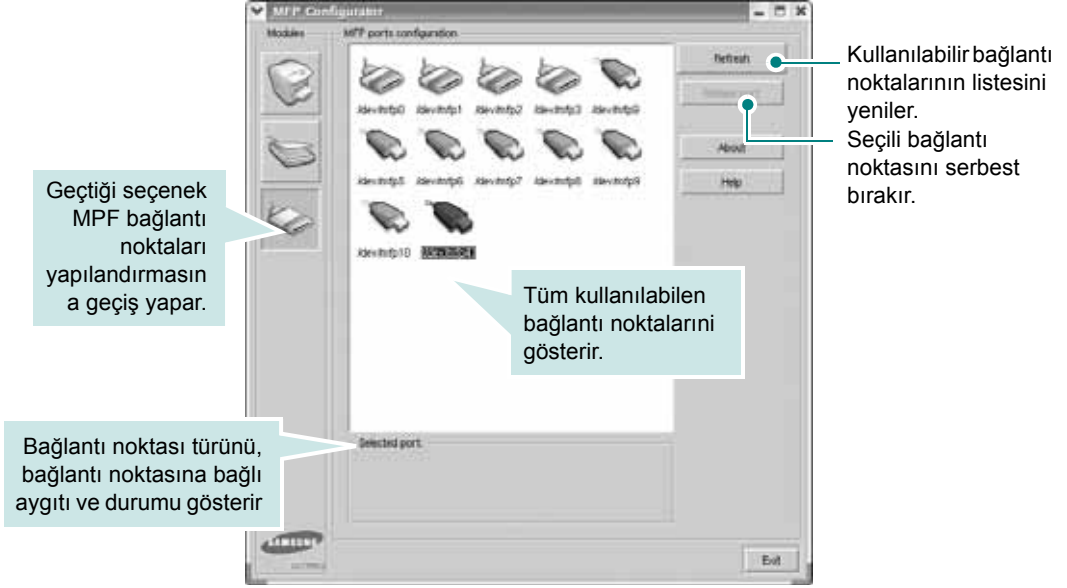 MFP Configurator
Modules
MFP ports configuration
Refresh
About
Help
/dev/mfp0 /dev/mfp1 /dev/mfp2 /dev/mfp3
/dev/mfp5 /dev/mfp6 /dev/mfp7 /dev/mfp8 /dev/mfp9
/dev/mfp10
Selected port:
SAMSUNG
Exit
Kullanılabilir bağlantı
noktalarının listesini
yeniler.
Seçili bağlantı
noktasını serbest
bırakır.
Geçtiği seçenek
MPF bağlantı
noktaları
yapılandırmasın
a geçiş yapar.
Tüm kullanılabilen
bağlantı noktalarıni
gösterir.
Bağlantı noktası türünü,
bağlantı noktasına bağlı
aygıtı ve durumu gösterir